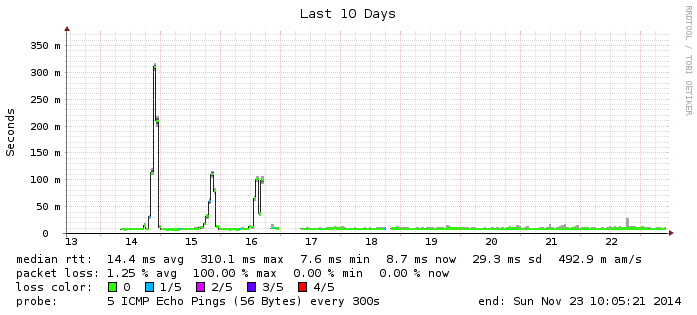 Last 10 Days
RRDTOOL / TOBI OETIKER
Seconds
350 m
300 m
250 m
200 m
150 m
100 m
50 m
0
13 14 15 16 17 18 19 20 21 22
median rtt: 14.4 ms avg 310.1 ms max 7.6 ms min 8.7 ms now 29.3 ms sd 492.9 m am/s
packet loss: 1.25 % avg 100.00 % max 0.00 % min 0.00 % now
loss color: 0 1/5 2/5 3/5 4/5
probe: 5 ICMP Echo Pings (56 Bytes) every 300s end: Sun Nov 23 10:05:21 2014